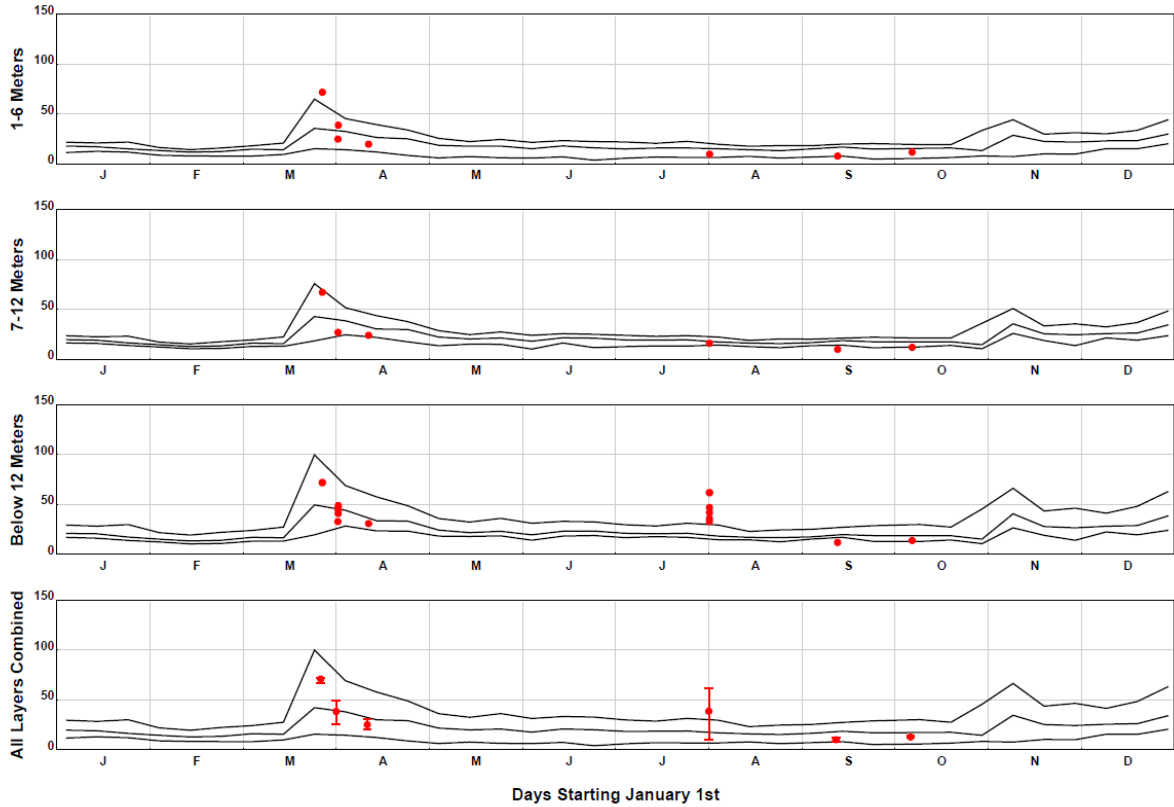 1-6 Meters
150
100
50
0
J F M A M J J A S O N D
7-12 Meters
150
100
50
0
J F M A M J J A S O N D
Below 12 Meters
150
100
50
0
J F M A M J J A S O N D
All Layers Combined
150
100
50
0
J F M A M J J A S O N D
Days Starting January 1st